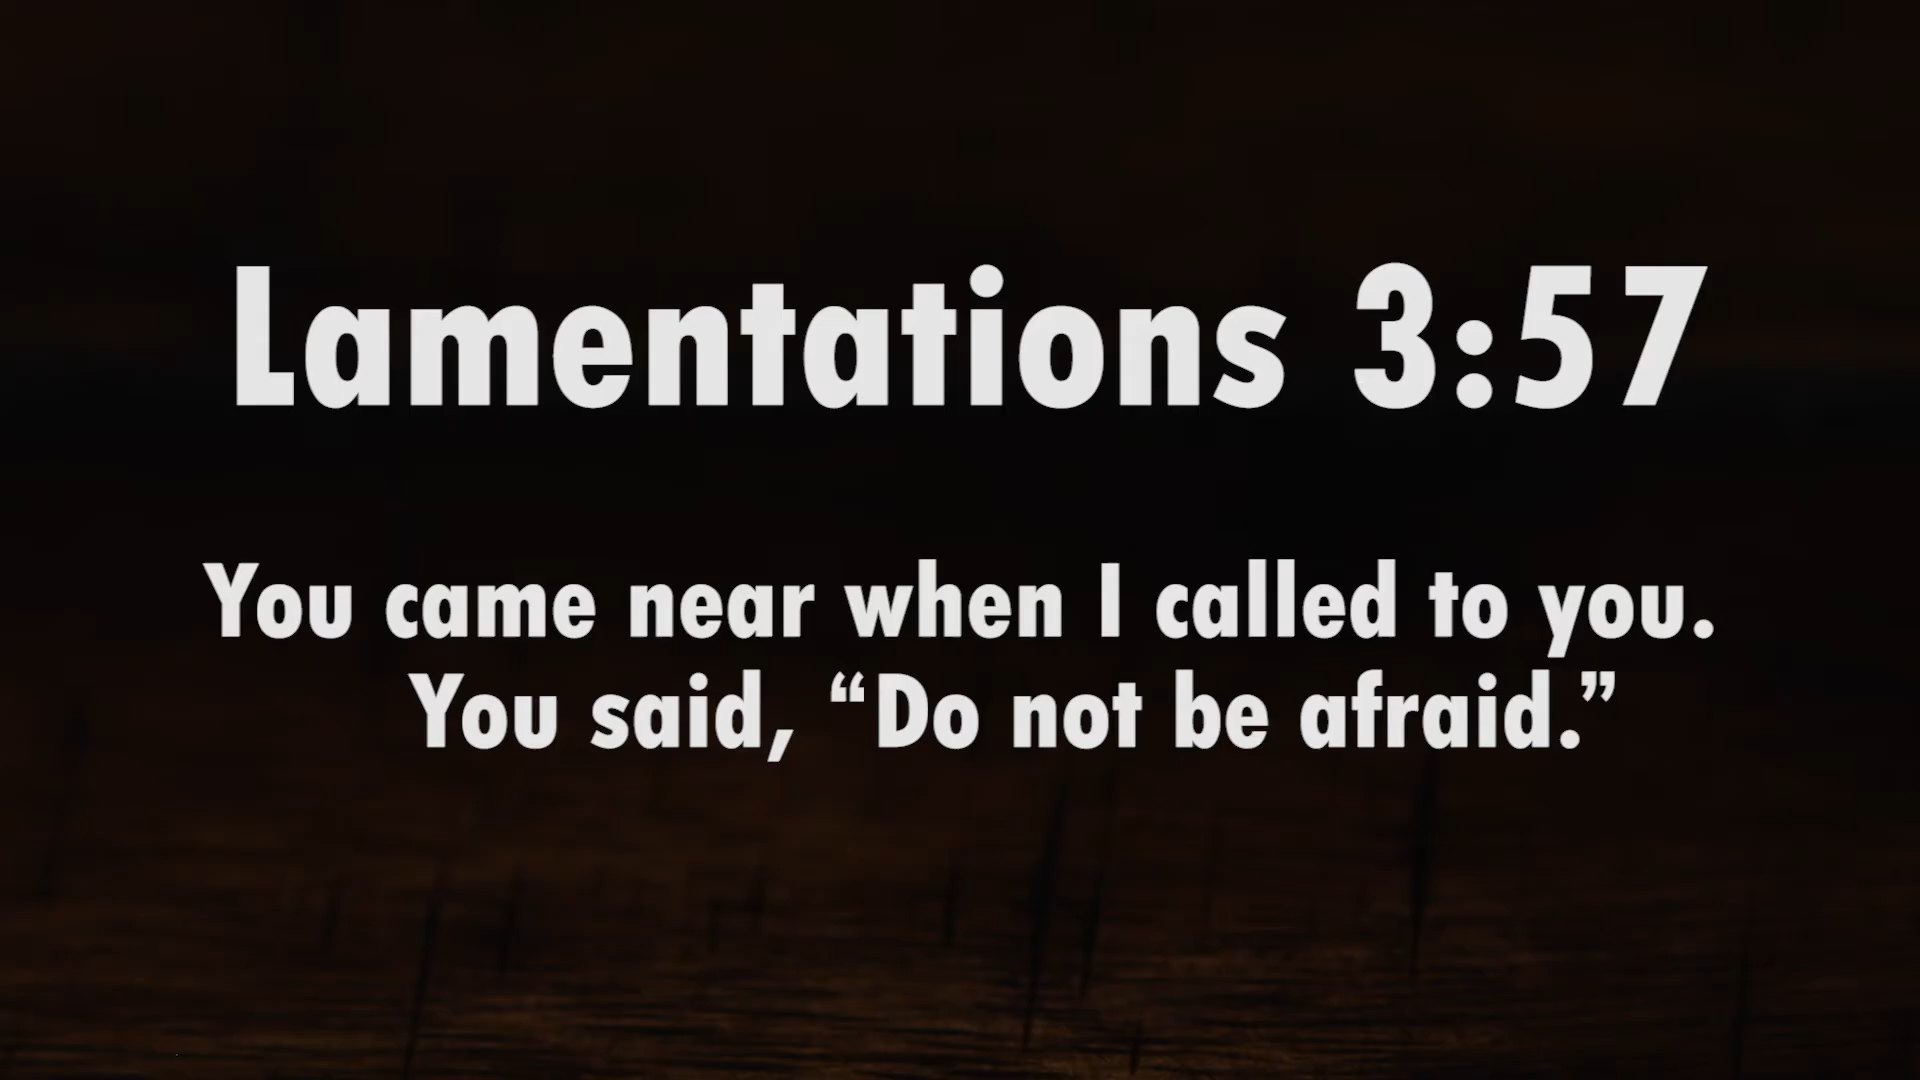 Lamentations 3:57
You came near when I called to you.
You said, “Do not be afraid.”